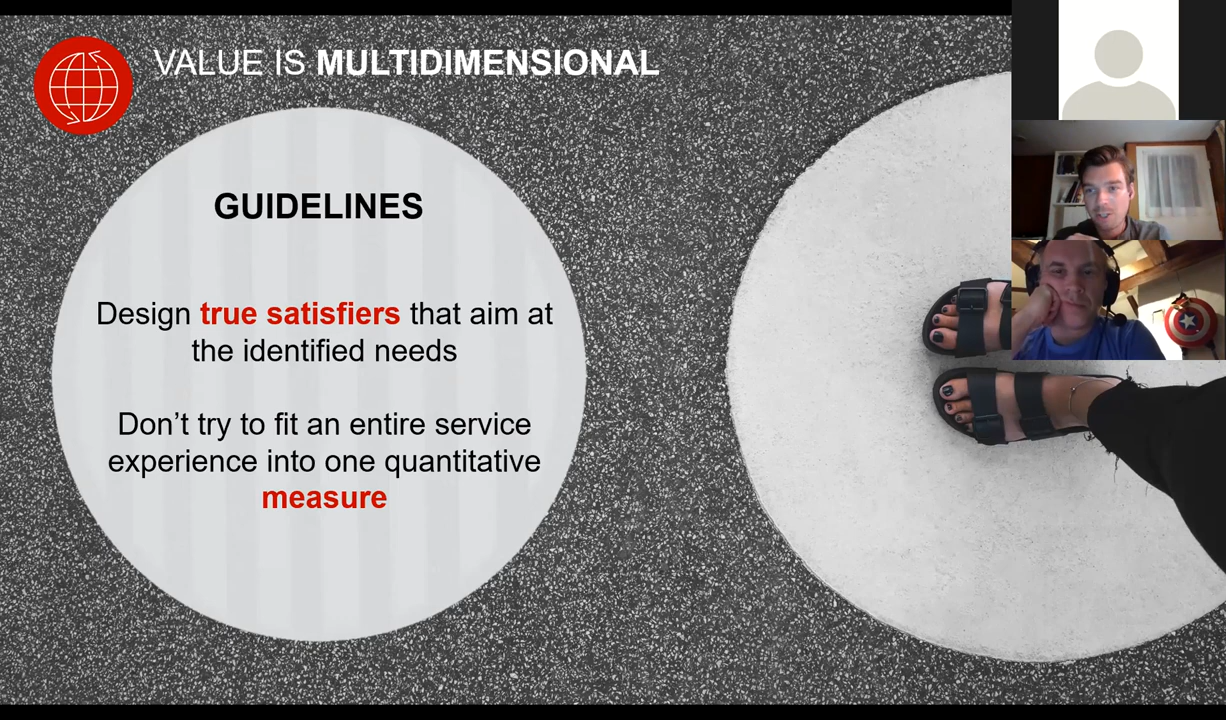 VALUE IS MULTIDIMENSIONAL
GUIDELINES
Design true satisfiers that aim at
the identified needs
Don’t try to fit an entire service
experience into one quantitative
measure